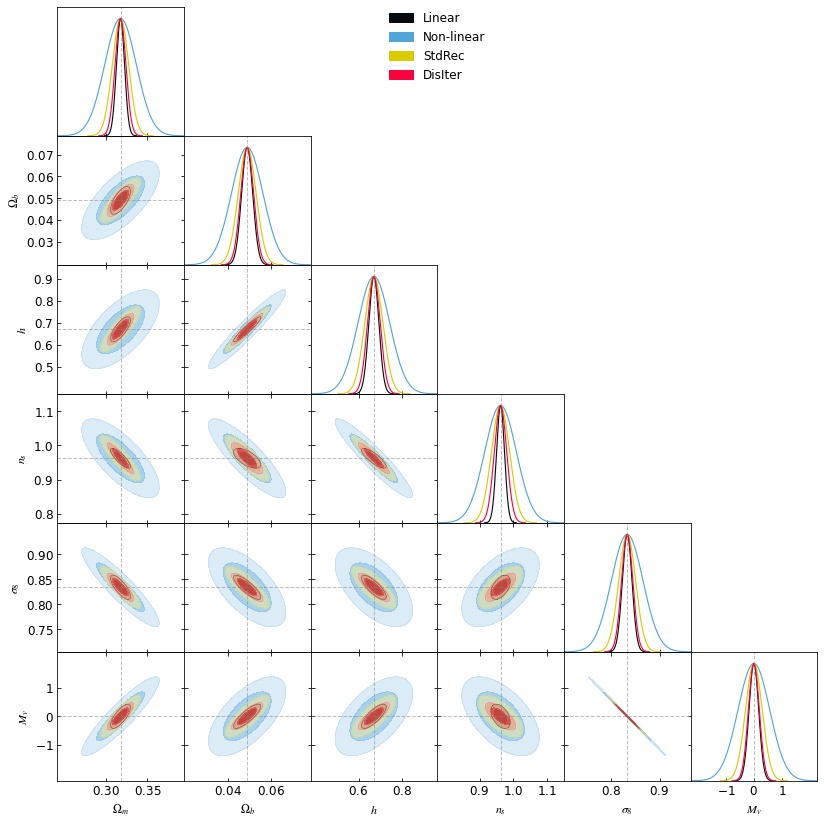 Linear
Non-linear
StdRec
DisIter
0.07
0.06
0.05
0.04
0.03
Ω_b
0.9
0.8
0.7
0.6
0.5
h
1.1
1.0
0.9
0.8
n_s
0.90
0.85
0.80
0.75
σ_8
1
0
−1
M_ν
0.30 0.35
0.04 0.06
0.6 0.8
0.9 1.0 1.1
0.8 0.9
−1 0 1
Ω_m Ω_b h n_s σ_8 M_ν